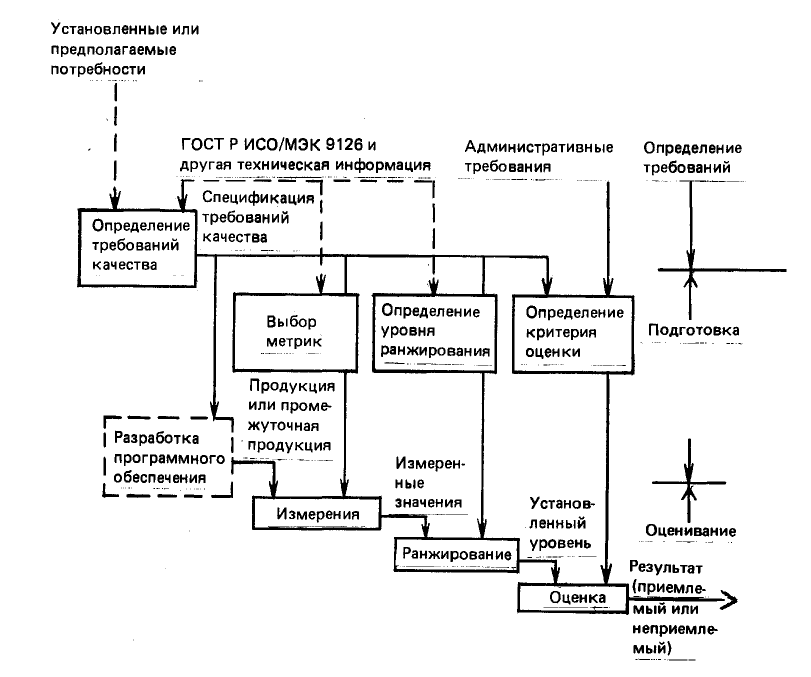 Установленные или
предполагаемые
потребности
ГОСТ Р ИСО/МЭК 9126 и
другая техническая информация
Административные
требования
Определение
требований
Спецификация
требований
качества
Определение
требований
качества
Выбор
метрик
Определение
уровня
ранжирования
Определение
критерия
оценки
Подготовка
Продукция
или проме-
жуточная
продукция
Разработка
программного
обеспечения
Измерения
Измерен-
ные
значения
Ранжирование
Установ-
ленный
уровень
Оценивание
Оценка
Результат
(приемле-
мый или
неприемле-
мый)